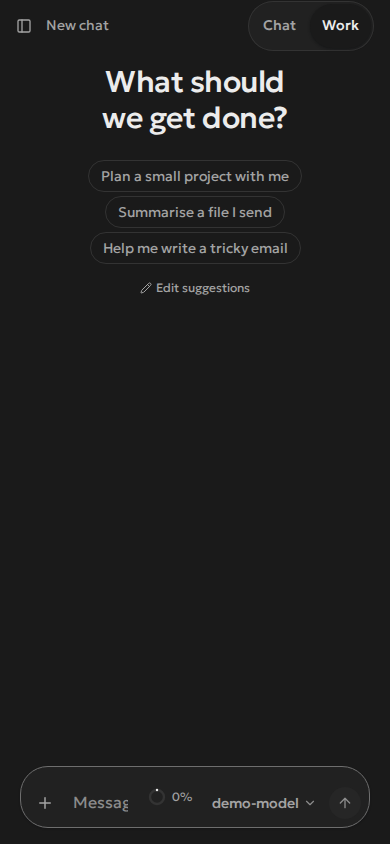 New chat
Chat
Work
What should
we get done?
Plan a small project with me
Summarise a file I send
Help me write a tricky email
Edit suggestions
Messag
0%
demo-model